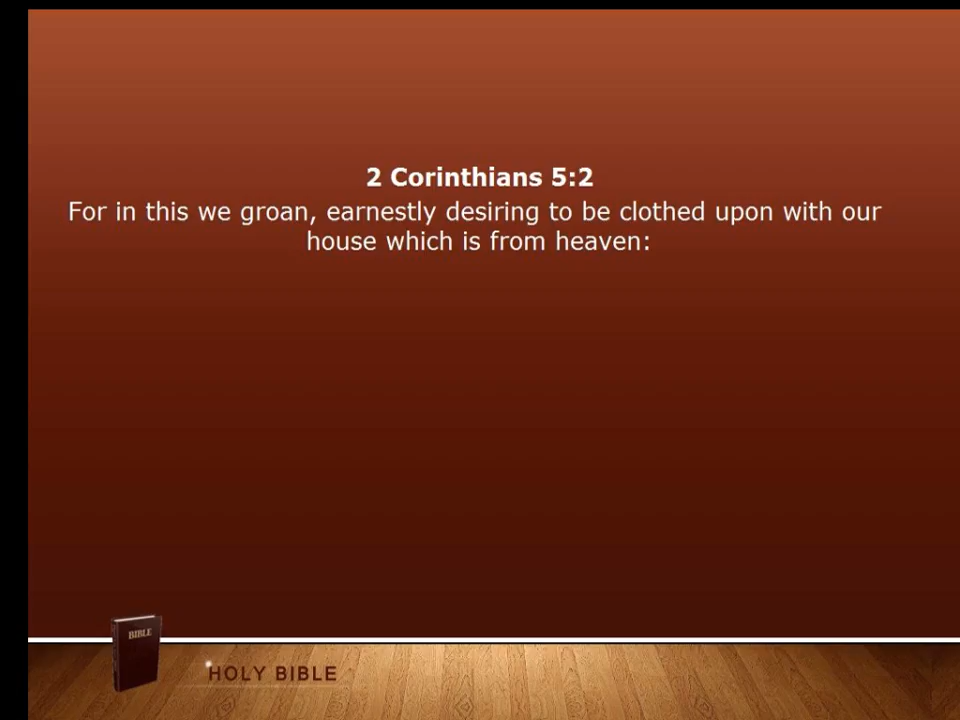 2 Corinthians 5:2
For in this we groan, earnestly desiring to be clothed upon with our
house which is from heaven:
BIBLE
HOLY BIBLE